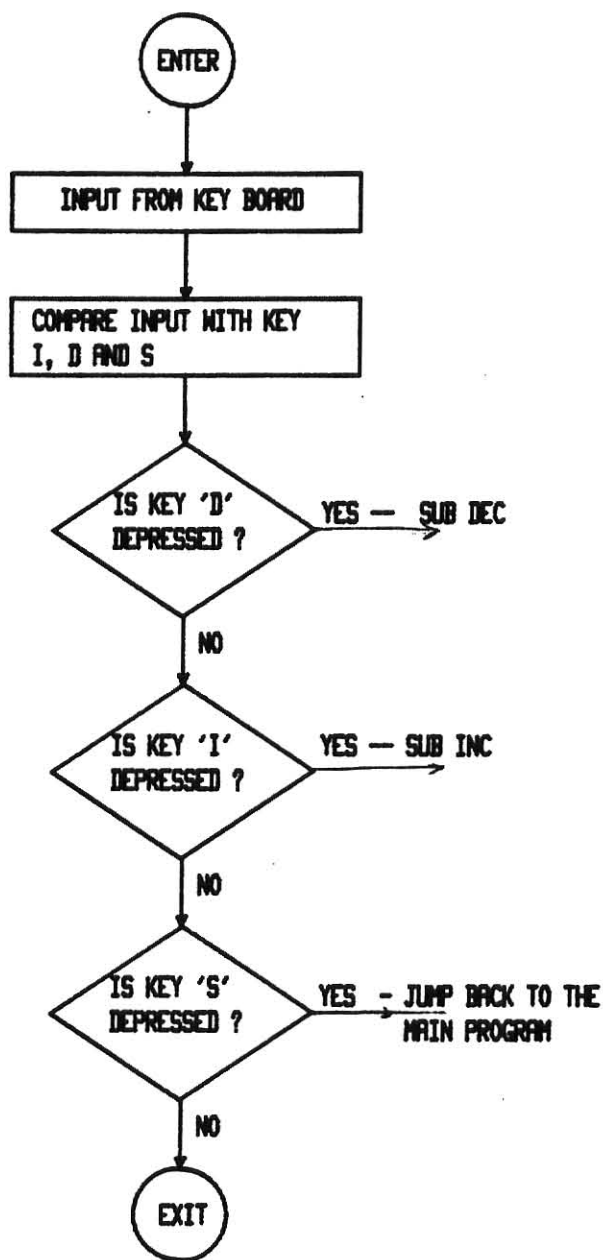 ENTER
INPUT FROM KEY BOARD
COMPARE INPUT WITH KEY
I, D AND S
IS KEY 'D'
DEPRESSED ?
YES -- SUB DEC
NO
IS KEY 'I'
DEPRESSED ?
YES -- SUB INC
NO
IS KEY 'S'
DEPRESSED ?
YES - JUMP BACK TO THE
MAIN PROGRAM
NO
EXIT